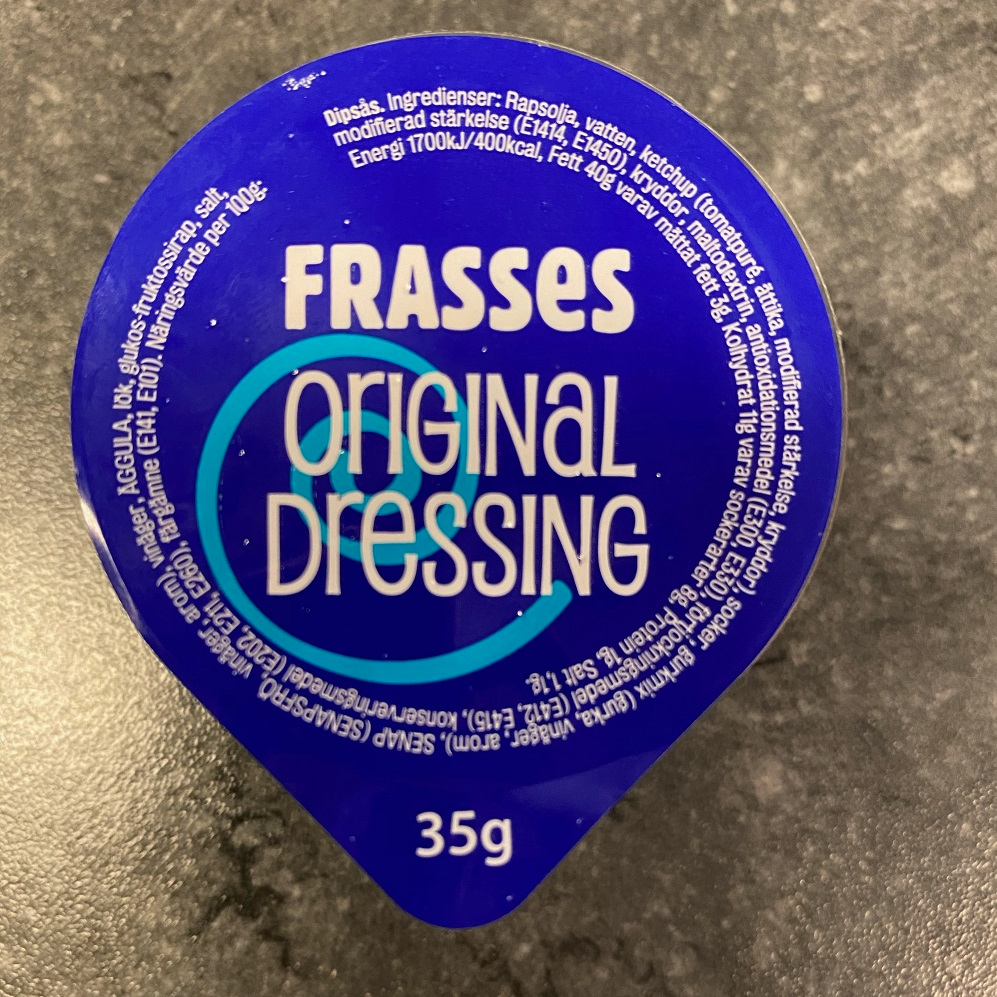 Dipsås. Ingredienser: Rapsolja, vatten, ketchup (tomatpuré, ättika, modifierad stärkelse, kryddor), socker, gurkmix (gurka, vinäger, arom), SENAP (SENAPSFRÖ, vinäger, arom), vinäger, ÄGGULA, lök, glukos-fruktossirap, salt,
modifierad stärkelse (E1414, E1450), kryddor, maltodextrin, antioxidationsmedel (E300, E330), förtjockningsmedel (E412, E415), konserveringsmedel (E202, E211, E260), färgämne (E141, E101). Näringsvärde per 100g:
Energi 1700kJ/400kcal, Fett 40g varav mättat fett 3g, Kolhydrat 11g varav sockerarter 8g, Protein 1g, Salt 1,1g.
FRASSES
ORIGINAL
DRESSING
35g